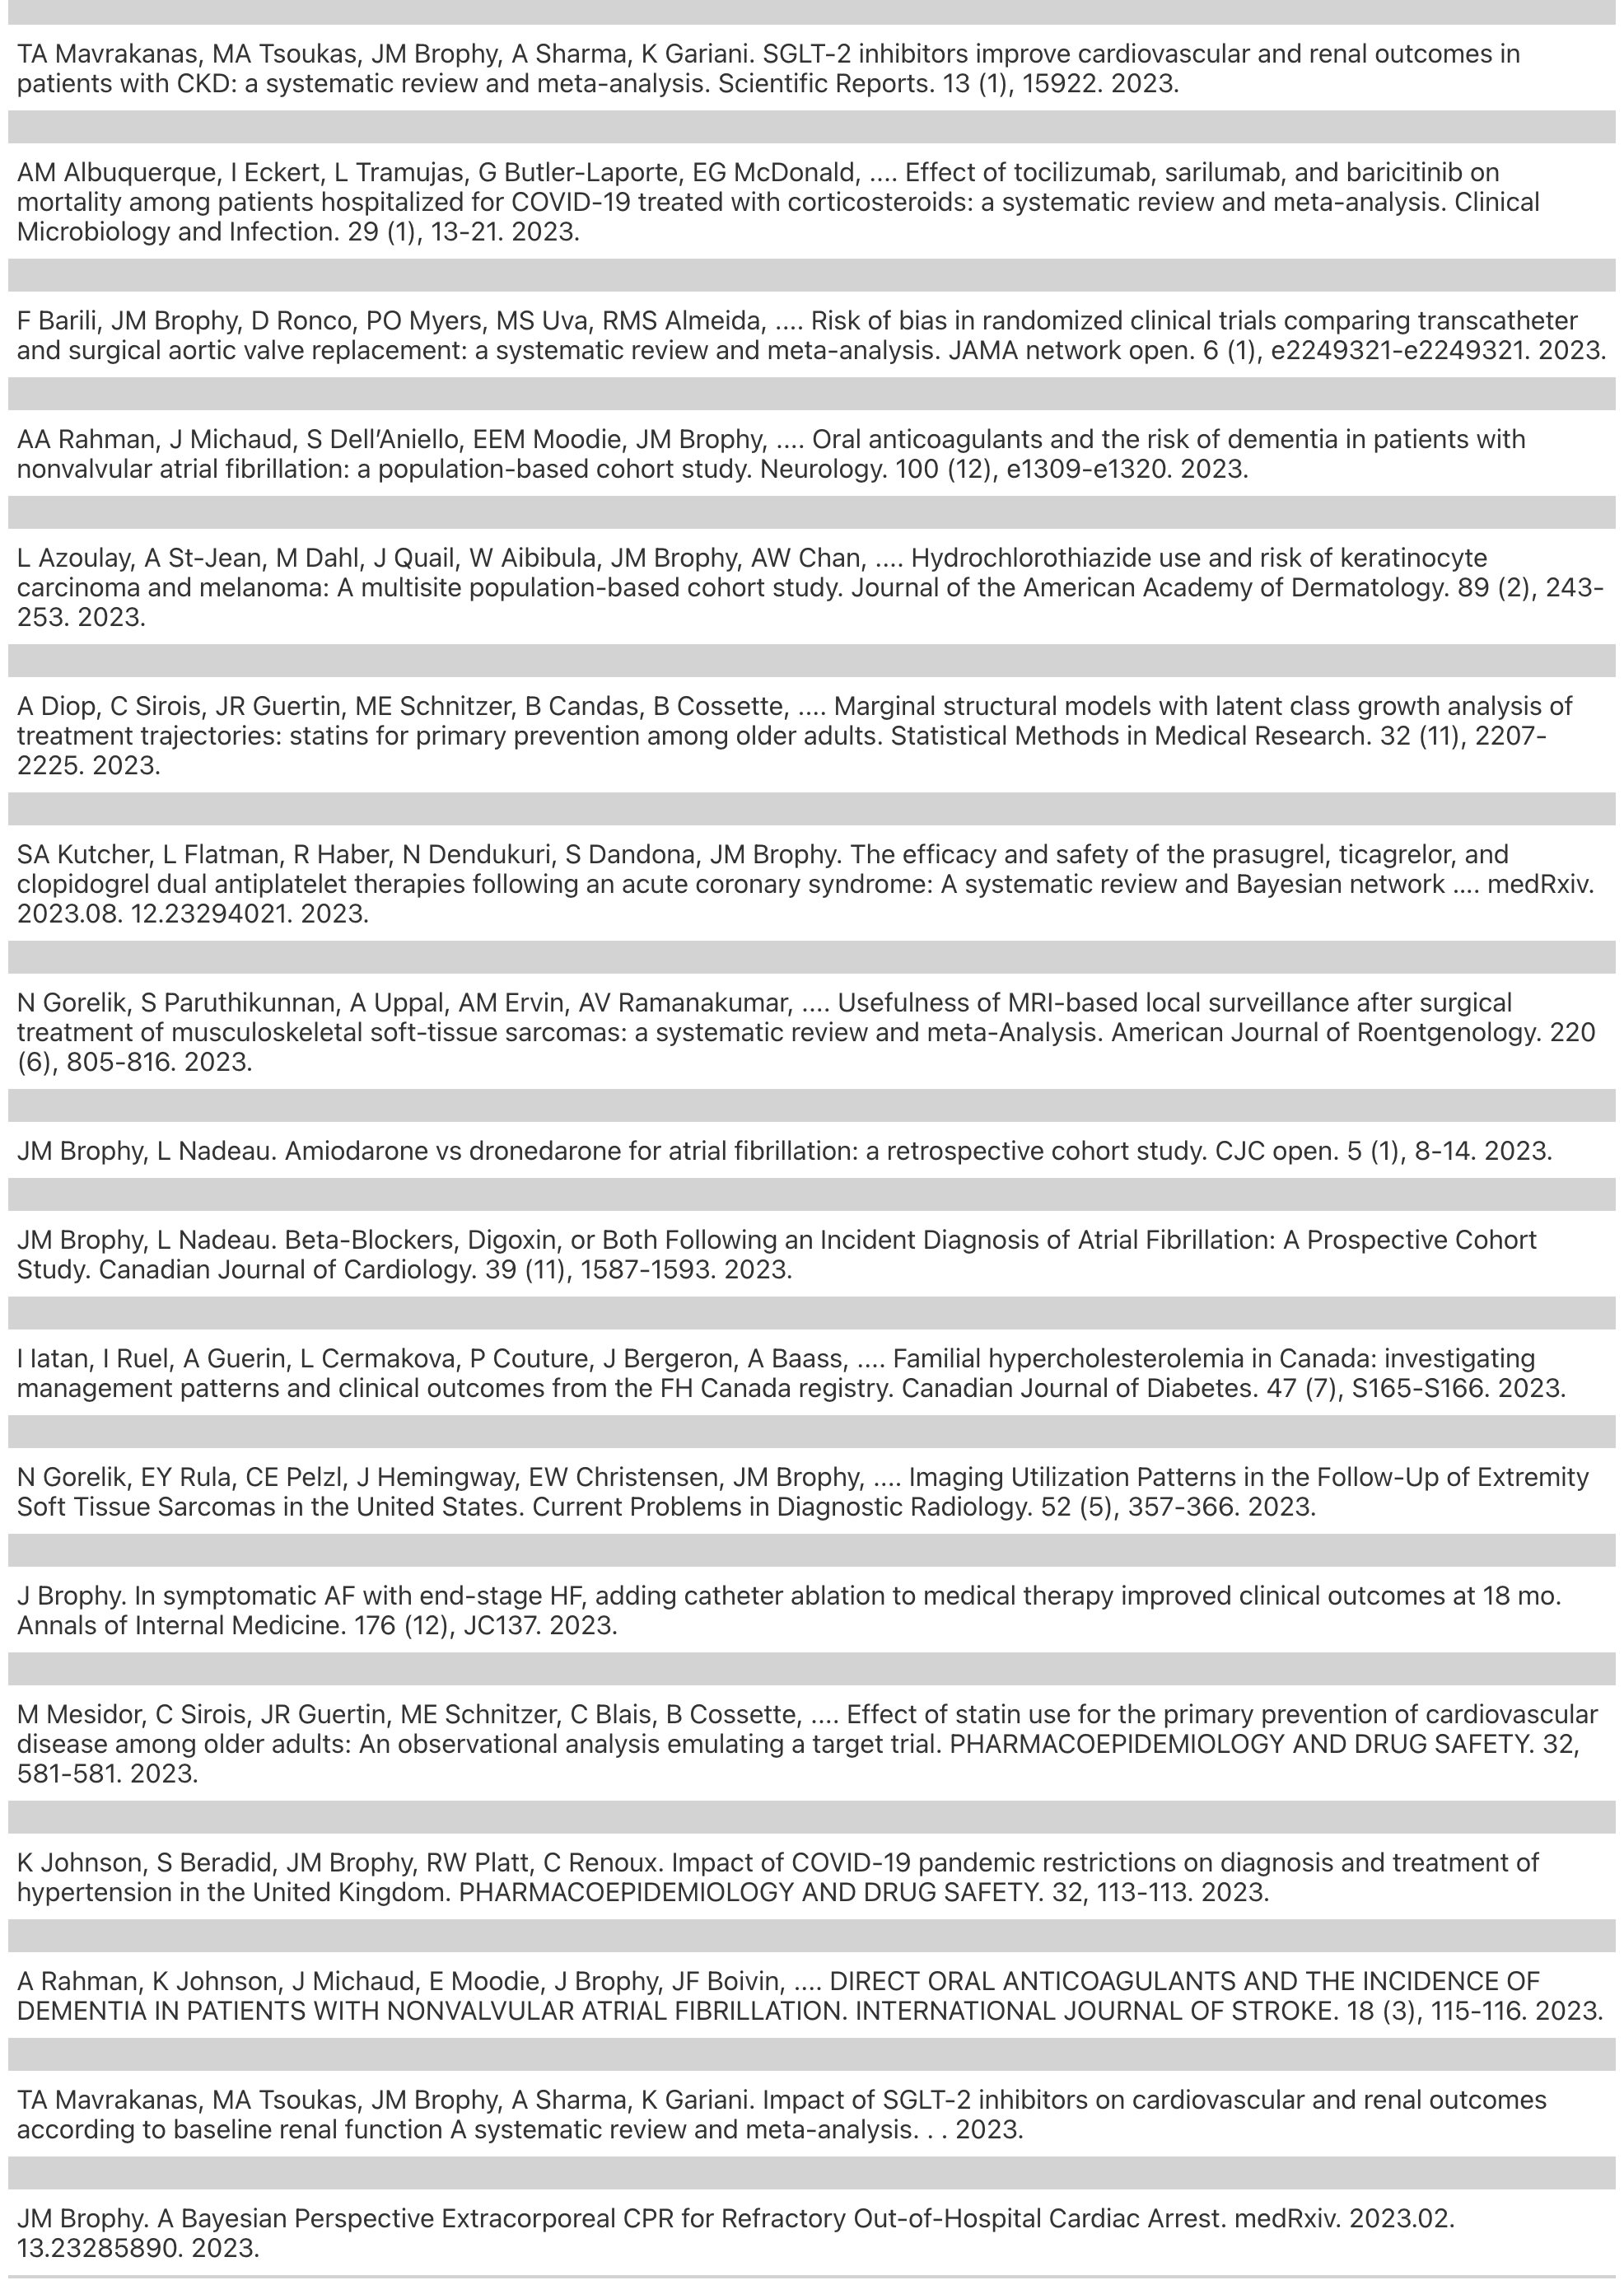 TA Mavrakanas, MA Tsoukas, JM Brophy, A Sharma, K Gariani. SGLT-2 inhibitors improve cardiovascular and renal outcomes in
patients with CKD: a systematic review and meta-analysis. Scientific Reports. 13 (1), 15922. 2023.
AM Albuquerque, I Eckert, L Tramujas, G Butler-Laporte, EG McDonald, .... Effect of tocilizumab, sarilumab, and baricitinib on
mortality among patients hospitalized for COVID-19 treated with corticosteroids: a systematic review and meta-analysis. Clinical
Microbiology and Infection. 29 (1), 13-21. 2023.
F Barili, JM Brophy, D Ronco, PO Myers, MS Uva, RMS Almeida, .... Risk of bias in randomized clinical trials comparing transcatheter
and surgical aortic valve replacement: a systematic review and meta-analysis. JAMA network open. 6 (1), e2249321-e2249321. 2023.
AA Rahman, J Michaud, S Dell’Aniello, EEM Moodie, JM Brophy, .... Oral anticoagulants and the risk of dementia in patients with
nonvalvular atrial fibrillation: a population-based cohort study. Neurology. 100 (12), e1309-e1320. 2023.
L Azoulay, A St-Jean, M Dahl, J Quail, W Aibibula, JM Brophy, AW Chan, .... Hydrochlorothiazide use and risk of keratinocyte
carcinoma and melanoma: A multisite population-based cohort study. Journal of the American Academy of Dermatology. 89 (2), 243-
253. 2023.
A Diop, C Sirois, JR Guertin, ME Schnitzer, B Candas, B Cossette, .... Marginal structural models with latent class growth analysis of
treatment trajectories: statins for primary prevention among older adults. Statistical Methods in Medical Research. 32 (11), 2207-
2225. 2023.
SA Kutcher, L Flatman, R Haber, N Dendukuri, S Dandona, JM Brophy. The efficacy and safety of the prasugrel, ticagrelor, and
clopidogrel dual antiplatelet therapies following an acute coronary syndrome: A systematic review and Bayesian network .... medRxiv.
2023.08. 12.23294021. 2023.
N Gorelik, S Paruthikunnan, A Uppal, AM Ervin, AV Ramanakumar, .... Usefulness of MRI-based local surveillance after surgical
treatment of musculoskeletal soft-tissue sarcomas: a systematic review and meta-Analysis. American Journal of Roentgenology. 220
(6), 805-816. 2023.
JM Brophy, L Nadeau. Amiodarone vs dronedarone for atrial fibrillation: a retrospective cohort study. CJC open. 5 (1), 8-14. 2023.
JM Brophy, L Nadeau. Beta-Blockers, Digoxin, or Both Following an Incident Diagnosis of Atrial Fibrillation: A Prospective Cohort
Study. Canadian Journal of Cardiology. 39 (11), 1587-1593. 2023.
I Iatan, I Ruel, A Guerin, L Cermakova, P Couture, J Bergeron, A Baass, .... Familial hypercholesterolemia in Canada: investigating
management patterns and clinical outcomes from the FH Canada registry. Canadian Journal of Diabetes. 47 (7), S165-S166. 2023.
N Gorelik, EY Rula, CE Pelzl, J Hemingway, EW Christensen, JM Brophy, .... Imaging Utilization Patterns in the Follow-Up of Extremity
Soft Tissue Sarcomas in the United States. Current Problems in Diagnostic Radiology. 52 (5), 357-366. 2023.
J Brophy. In symptomatic AF with end-stage HF, adding catheter ablation to medical therapy improved clinical outcomes at 18 mo.
Annals of Internal Medicine. 176 (12), JC137. 2023.
M Mesidor, C Sirois, JR Guertin, ME Schnitzer, C Blais, B Cossette, .... Effect of statin use for the primary prevention of cardiovascular
disease among older adults: An observational analysis emulating a target trial. PHARMACOEPIDEMIOLOGY AND DRUG SAFETY. 32,
581-581. 2023.
K Johnson, S Beradid, JM Brophy, RW Platt, C Renoux. Impact of COVID-19 pandemic restrictions on diagnosis and treatment of
hypertension in the United Kingdom. PHARMACOEPIDEMIOLOGY AND DRUG SAFETY. 32, 113-113. 2023.
A Rahman, K Johnson, J Michaud, E Moodie, J Brophy, JF Boivin, .... DIRECT ORAL ANTICOAGULANTS AND THE INCIDENCE OF
DEMENTIA IN PATIENTS WITH NONVALVULAR ATRIAL FIBRILLATION. INTERNATIONAL JOURNAL OF STROKE. 18 (3), 115-116. 2023.
TA Mavrakanas, MA Tsoukas, JM Brophy, A Sharma, K Gariani. Impact of SGLT-2 inhibitors on cardiovascular and renal outcomes
according to baseline renal function A systematic review and meta-analysis. . . 2023.
JM Brophy. A Bayesian Perspective Extracorporeal CPR for Refractory Out-of-Hospital Cardiac Arrest. medRxiv. 2023.02.
13.23285890. 2023.